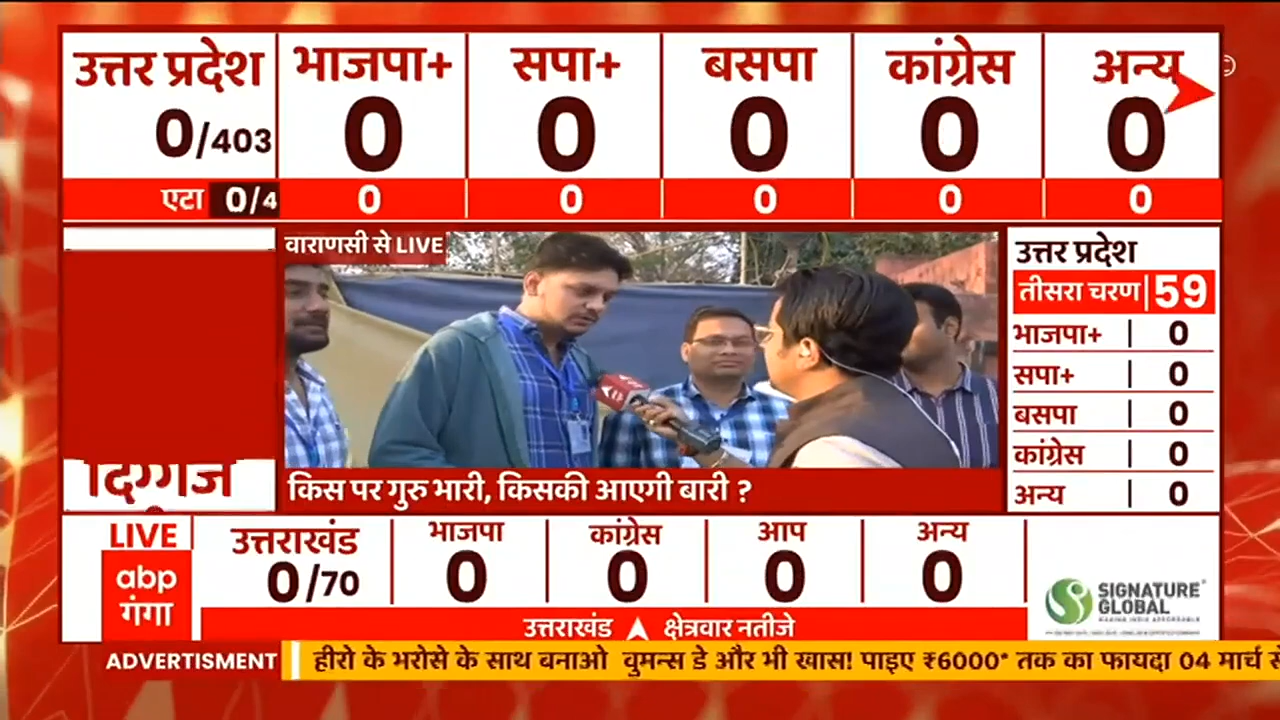 उत्तर प्रदेश भाजपा+ सपा+ बसपा कांग्रेस अन्य
0/403 0 0 0 0 0
एटा 0/4 0 0 0 0 0
वाराणसी से LIVE
उत्तर प्रदेश
तीसरा चरण 59
भाजपा+ 0
सपा+ 0
बसपा 0
कांग्रेस 0
अन्य 0
दिग्गज
किस पर गुरु भारी, किसकी आएगी बारी ?
LIVE
abp
गंगा
उत्तराखंड भाजपा कांग्रेस आप अन्य
0/70 0 0 0 0
उत्तराखंड क्षेत्रवार नतीजे
SIGNATURE
GLOBAL
ADVERTISMENT हीरो के भरोसे के साथ बनाओ वुमन्स डे और भी खास! पाइए ₹6000* तक का फायदा 04 मार्च से